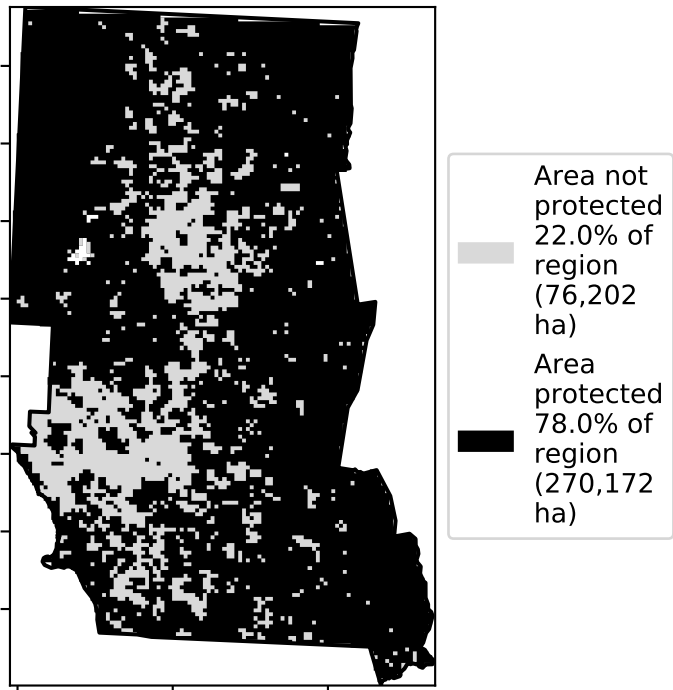 Area not
protected
22.0% of
region
(76,202
ha)
Area
protected
78.0% of
region
(270,172
ha)